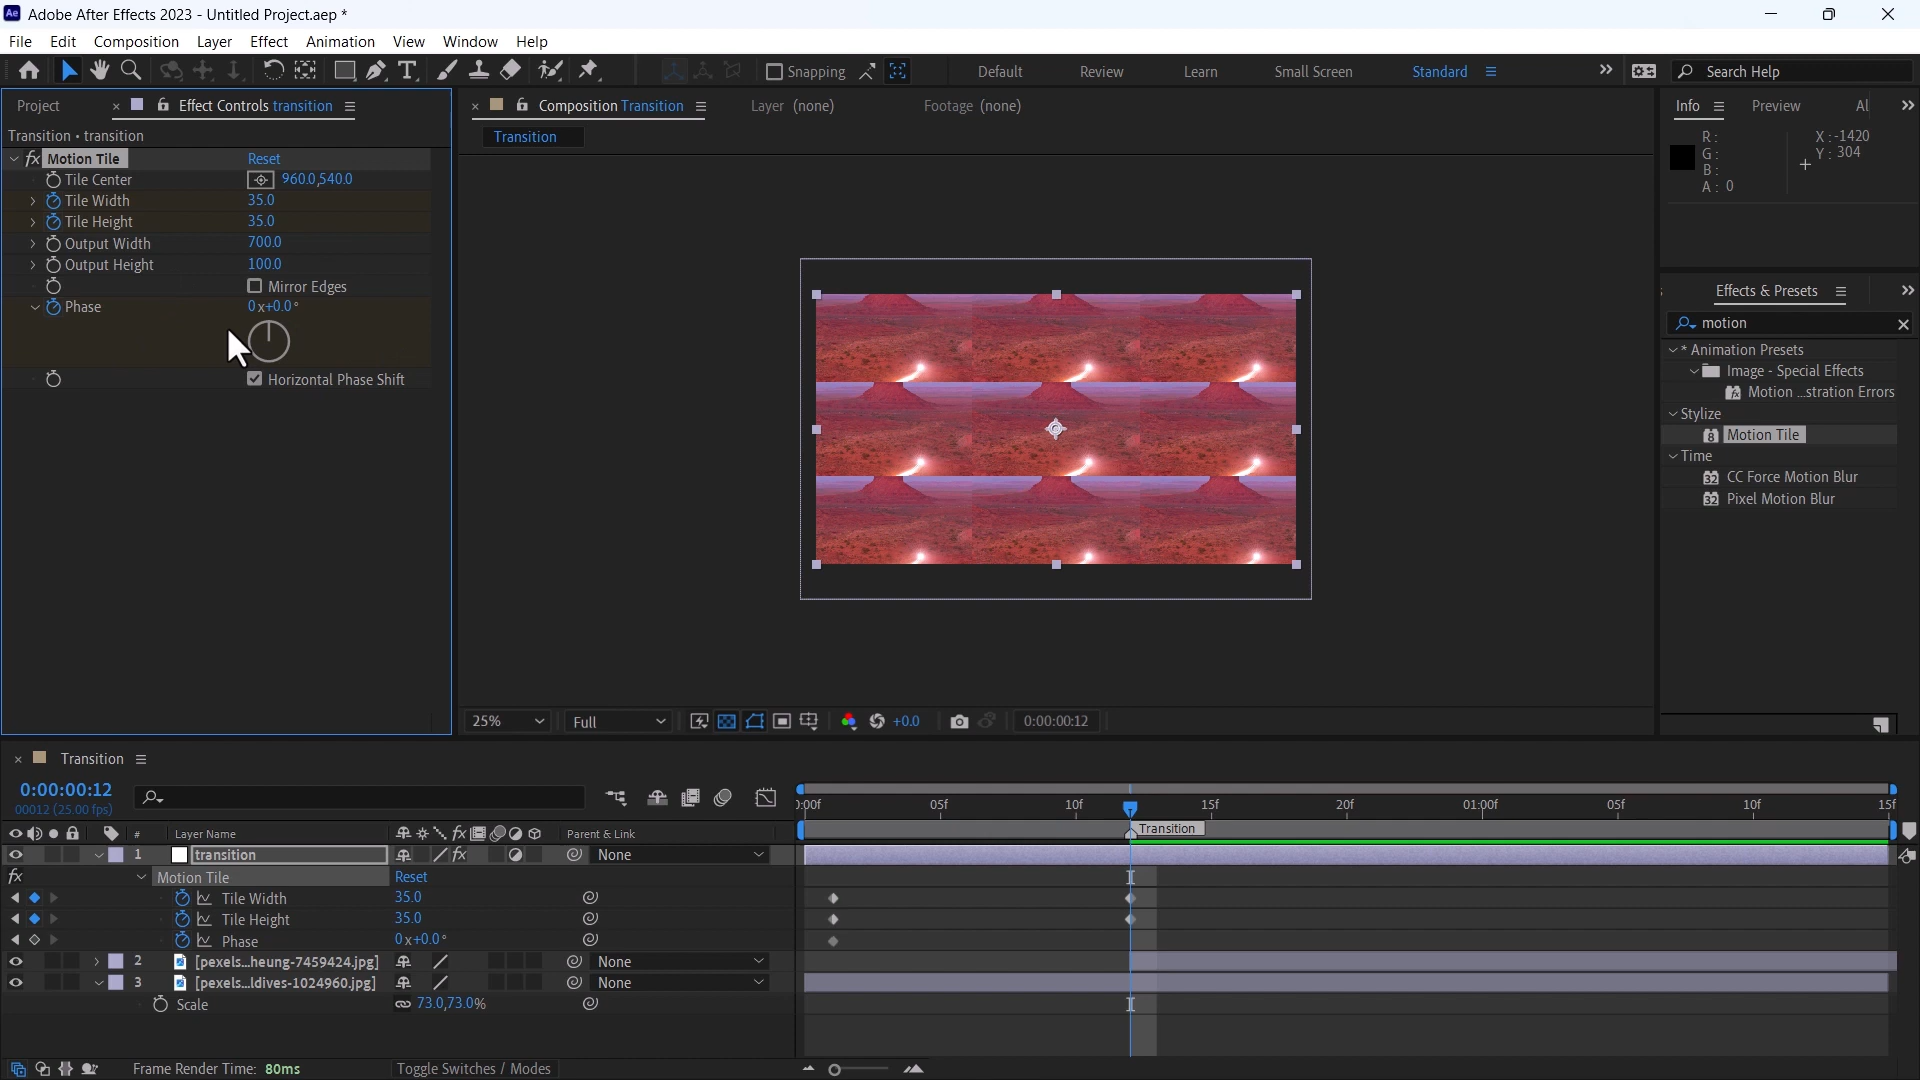 Adobe After Effects 2023 - Untitled Project.aep *
File Edit Composition Layer Effect Animation View Window Help
Snapping Default Review Learn Small Screen Standard Search Help
Project Effect Controls transition Composition Transition Layer (none) Footage (none) Info Preview Al
Transition • transition
Transition
R :
G :
B :
A : 0
X : -1420
Y : 304
fx Motion Tile Reset
Tile Center 960.0,540.0
Tile Width 35.0
Tile Height 35.0
Output Width 700.0
Output Height 100.0
Mirror Edges
Phase 0x+0.0°
Horizontal Phase Shift
Effects & Presets
motion
* Animation Presets
Image - Special Effects
Motion ...stration Errors
Stylize
Motion Tile
Time
CC Force Motion Blur
Pixel Motion Blur
25% Full +0.0 0:00:00:12
Transition
0:00:00:12
00012 (25.00 fps)
0:00f 05f 10f 15f 20f 01:00f 05f 10f 15f
Transition
# Layer Name Parent & Link
1 transition None
fx Motion Tile Reset
Tile Width 35.0
Tile Height 35.0
Phase 0x+0.0°
2 [pexels...heung-7459424.jpg] None
3 [pexels...ldives-1024960.jpg] None
Scale 73.0,73.0%
Frame Render Time: 80ms Toggle Switches / Modes